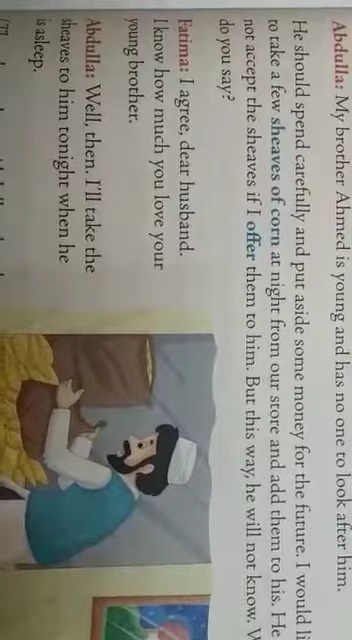 Abdulla: My brother Ahmed is young and has no one to look after him.
He should spend carefully and put aside some money for the future. I would li
to take a few sheaves of corn at night from our store and add them to his. He
not accept the sheaves if I offer them to him. But this way, he will not know. W
do you say?
Fatima: I agree, dear husband.
I know how much you love your
young brother.
Abdulla: Well, then. I'll take the
sheaves to him tonight when he
is asleep.